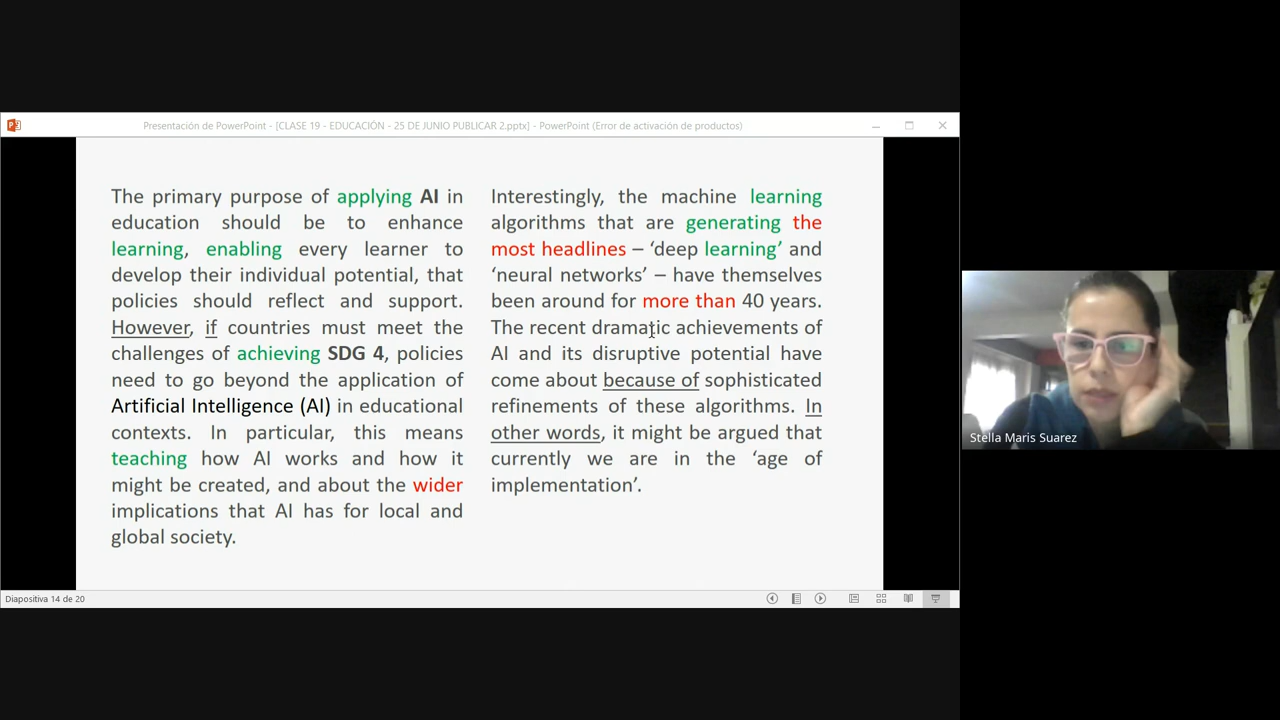 Presentación de PowerPoint - [CLASE 19 - EDUCACIÓN - 25 DE JUNIO PUBLICAR 2.pptx] - PowerPoint (Error de activación de productos)
The primary purpose of applying AI in
education should be to enhance
learning, enabling every learner to
develop their individual potential, that
policies should reflect and support.
However, if countries must meet the
challenges of achieving SDG 4, policies
need to go beyond the application of
Artificial Intelligence (AI) in educational
contexts. In particular, this means
teaching how AI works and how it
might be created, and about the wider
implications that AI has for local and
global society.
Interestingly, the machine learning
algorithms that are generating the
most headlines – ‘deep learning’ and
‘neural networks’ – have themselves
been around for more than 40 years.
The recent dramatic achievements of
AI and its disruptive potential have
come about because of sophisticated
refinements of these algorithms. In
other words, it might be argued that
currently we are in the ‘age of
implementation’.
Stella Maris Suarez
Diapositiva 14 de 20